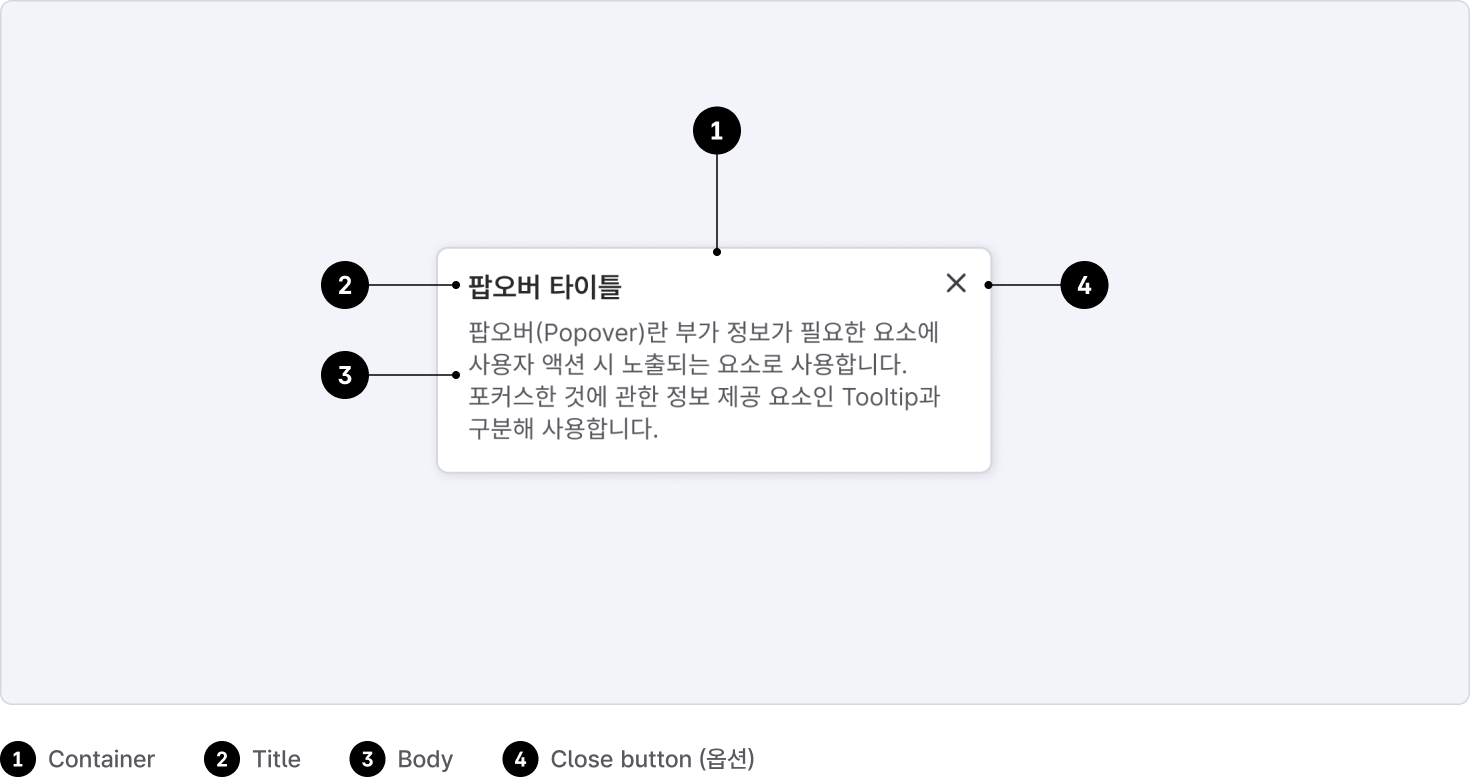 1
2
팝오버 타이틀
4
팝오버(Popover)란 부가 정보가 필요한 요소에
사용자 액션 시 노출되는 요소로 사용합니다.
3
포커스한 것에 관한 정보 제공 요소인 Tooltip과
구분해 사용합니다.
1 Container
2 Title
3 Body
4 Close button (옵션)